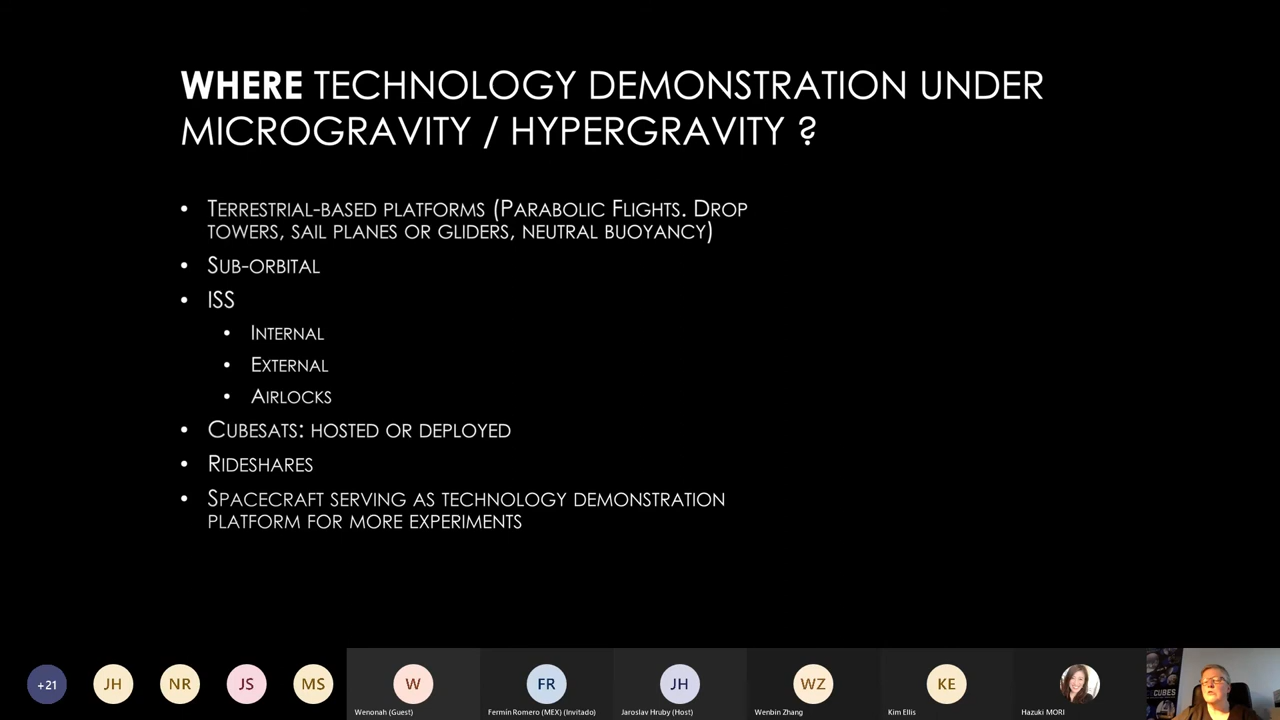 WHERE TECHNOLOGY DEMONSTRATION UNDER
MICROGRAVITY / HYPERGRAVITY ?
• TERRESTRIAL-BASED PLATFORMS (PARABOLIC FLIGHTS. DROP
TOWERS, SAIL PLANES OR GLIDERS, NEUTRAL BUOYANCY)
• SUB-ORBITAL
• ISS
• INTERNAL
• EXTERNAL
• AIRLOCKS
• CUBESATS: HOSTED OR DEPLOYED
• RIDESHARES
• SPACECRAFT SERVING AS TECHNOLOGY DEMONSTRATION
PLATFORM FOR MORE EXPERIMENTS
+21 JH NR JS MS W FR JH WZ KE
Wenonah (Guest) Fermin Romero (MEX) (Invitado) Jaroslav Hruby (Host) Wenbin Zhang Kim Ellis Hazuki MORI
CUBES